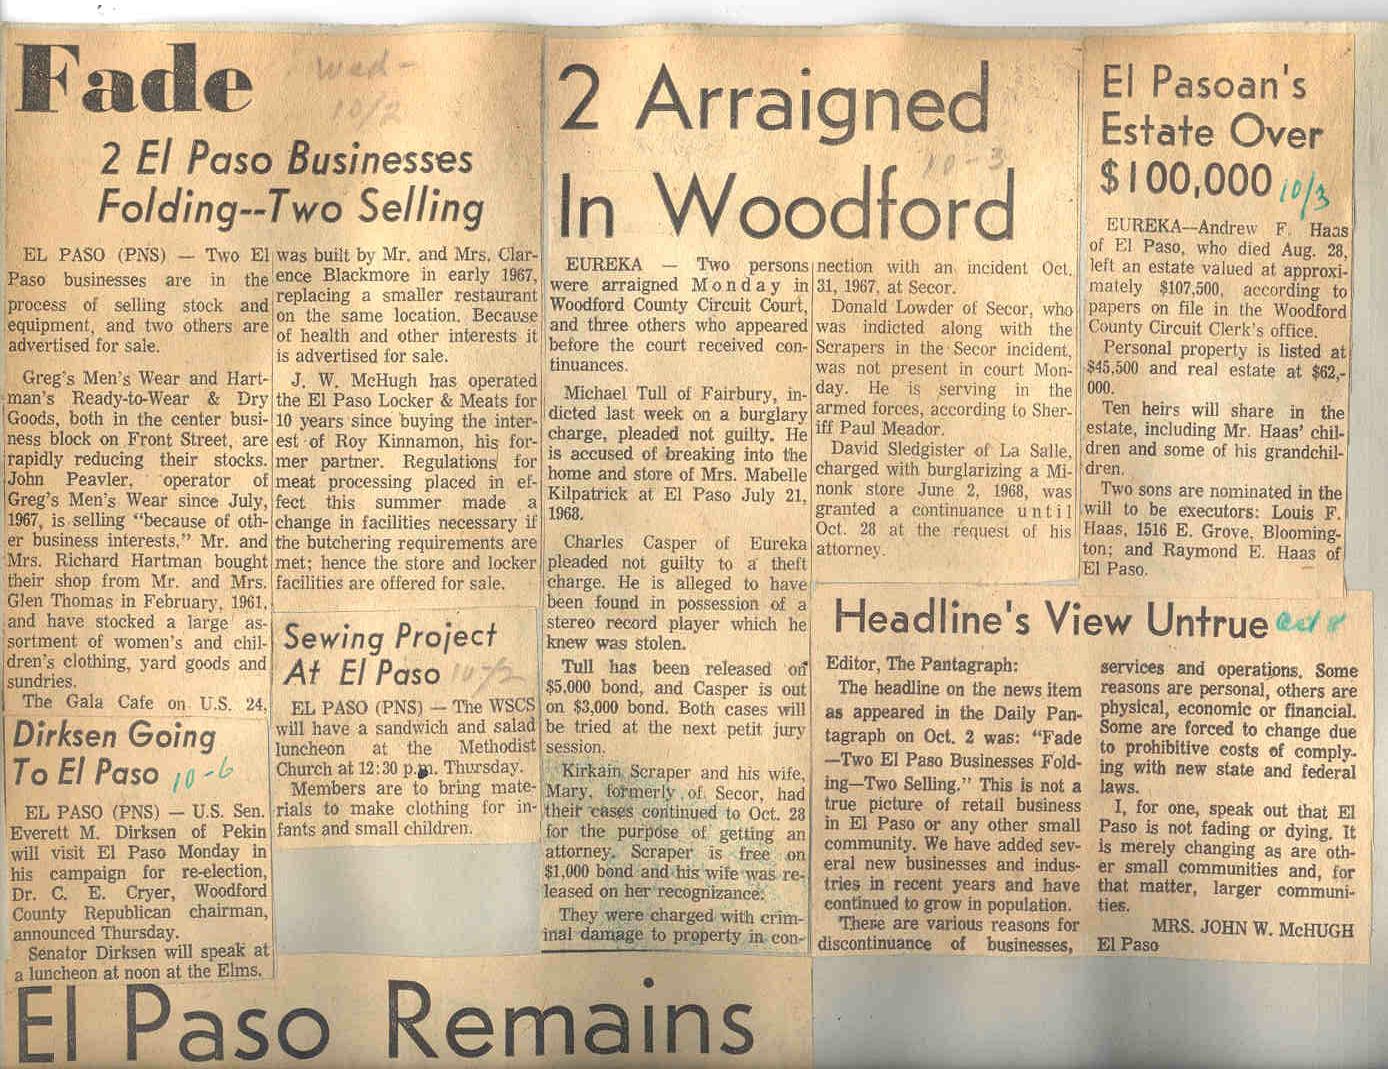 Fade
Wed-
10/2
2 El Paso Businesses
Folding--Two Selling
EL PASO (PNS) — Two El
Paso businesses are in the
process of selling stock and
equipment, and two others are
advertised for sale.
Greg's Men's Wear and Hart-
man's Ready-to-Wear & Dry
Goods, both in the center busi-
ness block on Front Street, are
rapidly reducing their stocks.
John Peavler, operator of
Greg's Men's Wear since July,
1967, is selling "because of oth-
er business interests." Mr. and
Mrs. Richard Hartman bought
their shop from Mr. and Mrs.
Glen Thomas in February, 1961,
and have stocked a large as-
sortment of women's and chil-
dren's clothing, yard goods and
sundries.
The Gala Cafe on U.S. 24,
was built by Mr. and Mrs. Clar-
ence Blackmore in early 1967,
replacing a smaller restaurant
on the same location. Because
of health and other interests it
is advertised for sale.
J. W. McHugh has operated
the El Paso Locker & Meats for
10 years since buying the inter-
est of Roy Kinnamon, his for-
mer partner. Regulations for
meat processing placed in ef-
fect this summer made a
change in facilities necessary if
the butchering requirements are
met; hence the store and locker
facilities are offered for sale.
Dirksen Going
To El Paso 10-6
EL PASO (PNS) — U.S. Sen.
Everett M. Dirksen of Pekin
will visit El Paso Monday in
his campaign for re-election,
Dr. C. E. Cryer, Woodford
County Republican chairman,
announced Thursday.
Senator Dirksen will speak at
a luncheon at noon at the Elms.
Sewing Project
At El Paso 10-2
EL PASO (PNS) — The WSCS
will have a sandwich and salad
luncheon at the Methodist
Church at 12:30 p.m. Thursday.
Members are to bring mate-
rials to make clothing for in-
fants and small children.
2 Arraigned
10-3
In Woodford
EUREKA — Two persons
were arraigned Monday in
Woodford County Circuit Court,
and three others who appeared
before the court received con-
tinuances.
Michael Tull of Fairbury, in-
dicted last week on a burglary
charge, pleaded not guilty. He
is accused of breaking into the
home and store of Mrs. Mabelle
Kilpatrick at El Paso July 21,
1968.
Charles Casper of Eureka
pleaded not guilty to a theft
charge. He is alleged to have
been found in possession of a
stereo record player which he
knew was stolen.
Tull has been released on
$5,000 bond, and Casper is out
on $3,000 bond. Both cases will
be tried at the next petit jury
session.
Kirkain Scraper and his wife,
Mary, formerly of Secor, had
their cases continued to Oct. 28
for the purpose of getting an
attorney. Scraper is free on
$1,000 bond and his wife was re-
leased on her recognizance.
They were charged with crim-
inal damage to property in con-
nection with an incident Oct.
31, 1967, at Secor.
Donald Lowder of Secor, who
was indicted along with the
Scrapers in the Secor incident,
was not present in court Mon-
day. He is serving in the
armed forces, according to Sher-
iff Paul Meador.
David Sledgister of La Salle,
charged with burglarizing a Mi-
nonk store June 2, 1968, was
granted a continuance until
Oct. 28 at the request of his
attorney.
El Pasoan's
Estate Over
$100,000 10/3
EUREKA—Andrew F. Haas
of El Paso, who died Aug. 28,
left an estate valued at approxi-
mately $107,500, according to
papers on file in the Woodford
County Circuit Clerk's office.
Personal property is listed at
$45,500 and real estate at $62,-
000.
Ten heirs will share in the
estate, including Mr. Haas' chil-
dren and some of his grandchil-
dren.
Two sons are nominated in the
will to be executors: Louis F.
Haas, 1516 E. Grove, Blooming-
ton; and Raymond E. Haas of
El Paso.
Headline's View Untrue Oct 8
Editor, The Pantagraph:
The headline on the news item
as appeared in the Daily Pan-
tagraph on Oct. 2 was: "Fade
—Two El Paso Businesses Fold-
ing—Two Selling." This is not a
true picture of retail business
in El Paso or any other small
community. We have added sev-
eral new businesses and indus-
tries in recent years and have
continued to grow in population.
There are various reasons for
discontinuance of businesses,
services and operations. Some
reasons are personal, others are
physical, economic or financial.
Some are forced to change due
to prohibitive costs of comply-
ing with new state and federal
laws.
I, for one, speak out that El
Paso is not fading or dying. It
is merely changing as are oth-
er small communities and, for
that matter, larger communi-
ties.
MRS. JOHN W. McHUGH
El Paso
El Paso Remains